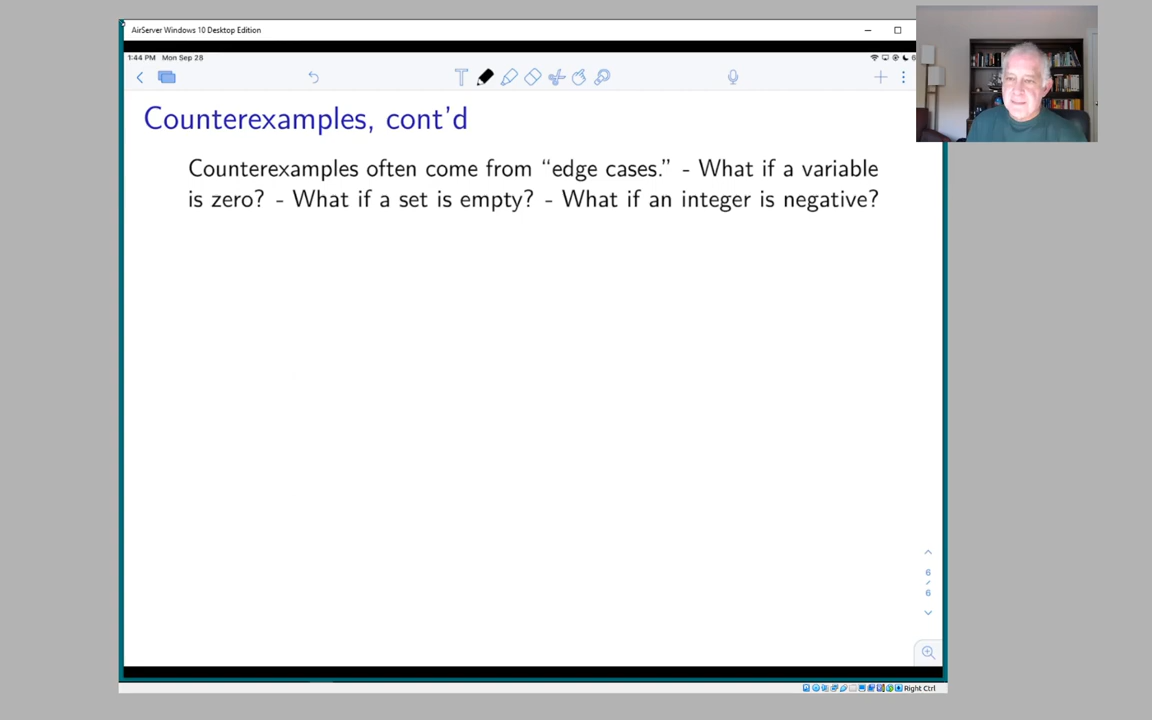 AirServer Windows 10 Desktop Edition
1:44 PM Mon Sep 28
6
T
Counterexamples, cont'd
Counterexamples often come from “edge cases.” - What if a variable
is zero? - What if a set is empty? - What if an integer is negative?
6
/
6
Right Ctrl